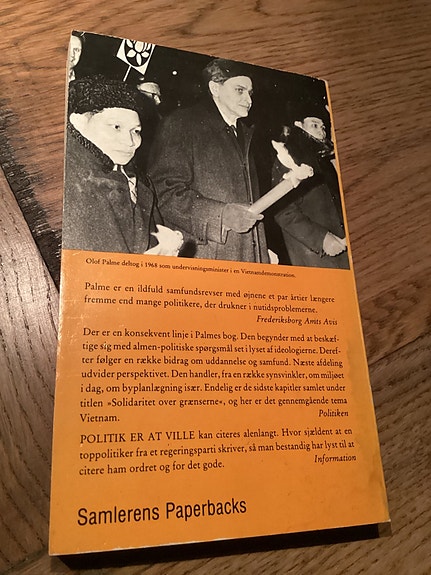 Olof Palme deltog i 1968 som undervisningsminister i en Vietnamdemonstration.
Palme er en ildfuld samfundsrevser med øjnene et par årtier længere
fremme end mange politikere, der drukner i nutidsproblemerne.
Frederiksborg Amts Avis
Der er en konsekvent linje i Palmes bog. Den begynder med at beskæf-
tige sig med almen-politiske spørgsmål set i lyset af ideologierne. Deref-
ter følger en række bidrag om uddannelse og samfund. Næste afdeling
udvider perspektivet. Den handler, fra en række synsvinkler, om miljøet
i dag, om byplanlægning især. Endelig er de sidste kapitler samlet under
titlen »Solidaritet over grænserne«, og her er det gennemgående tema
Vietnam. Politiken
POLITIK ER AT VILLE kan citeres alenlangt. Hvor sjældent at en
toppolitiker fra et regeringsparti skriver, så man bestandig har lyst til at
citere ham ordret og for det gode. Information
Samlerens Paperbacks